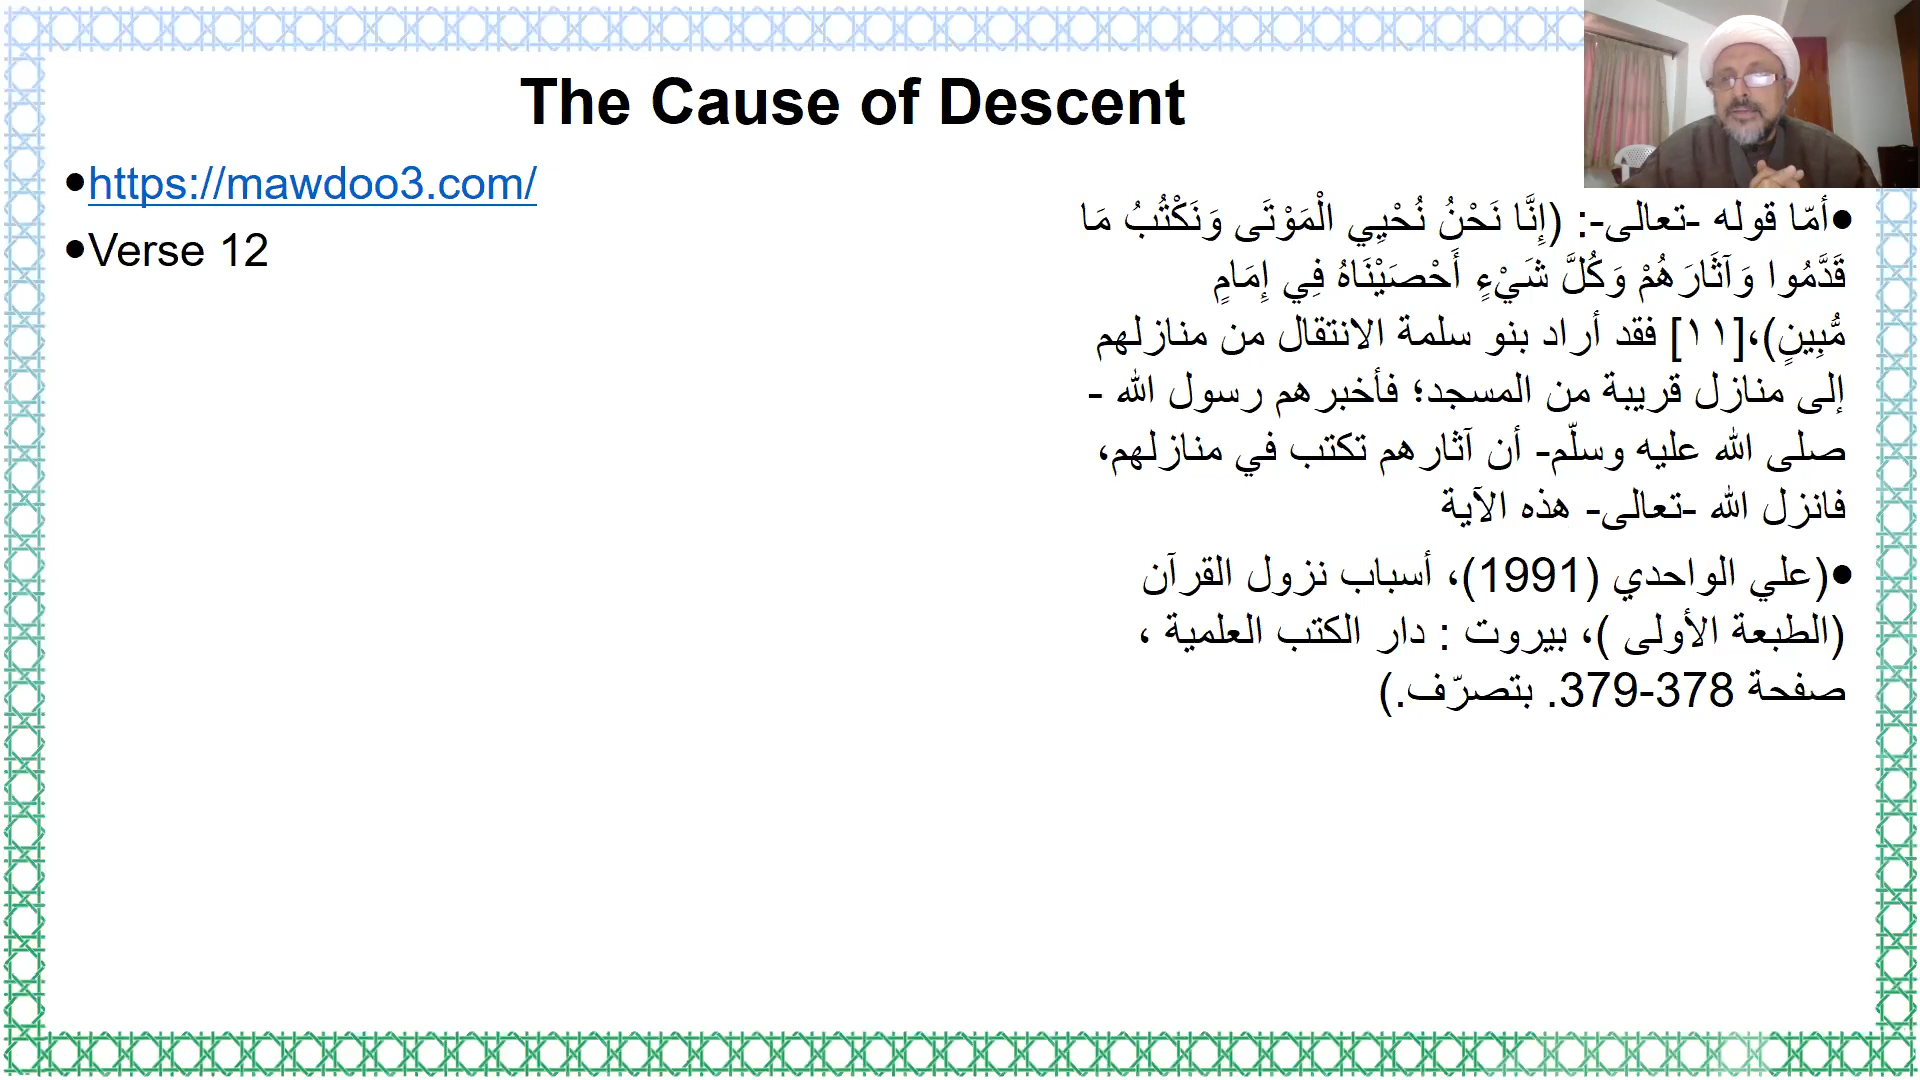 The Cause of Descent
•https://mawdoo3.com/
•Verse 12
•أمّا قوله -تعالى-: (إِنَّا نَحْنُ نُحْيِي الْمَوْتَى وَنَكْتُبُ مَا
قَدَّمُوا وَآثَارَهُمْ وَكُلَّ شَيْءٍ أَحْصَيْنَاهُ فِي إِمَامٍ
مُّبِينٍ)،[١١] فقد أراد بنو سلمة الانتقال من منازلهم
إلى منازل قريبة من المسجد؛ فأخبرهم رسول الله -
صلى الله عليه وسلّم- أن آثارهم تكتب في منازلهم،
فانزل الله -تعالى- هذه الآية
•(علي الواحدي (1991)، أسباب نزول القرآن
(الطبعة الأولى )، بيروت : دار الكتب العلمية ،
صفحة 378-379. بتصرّف.)